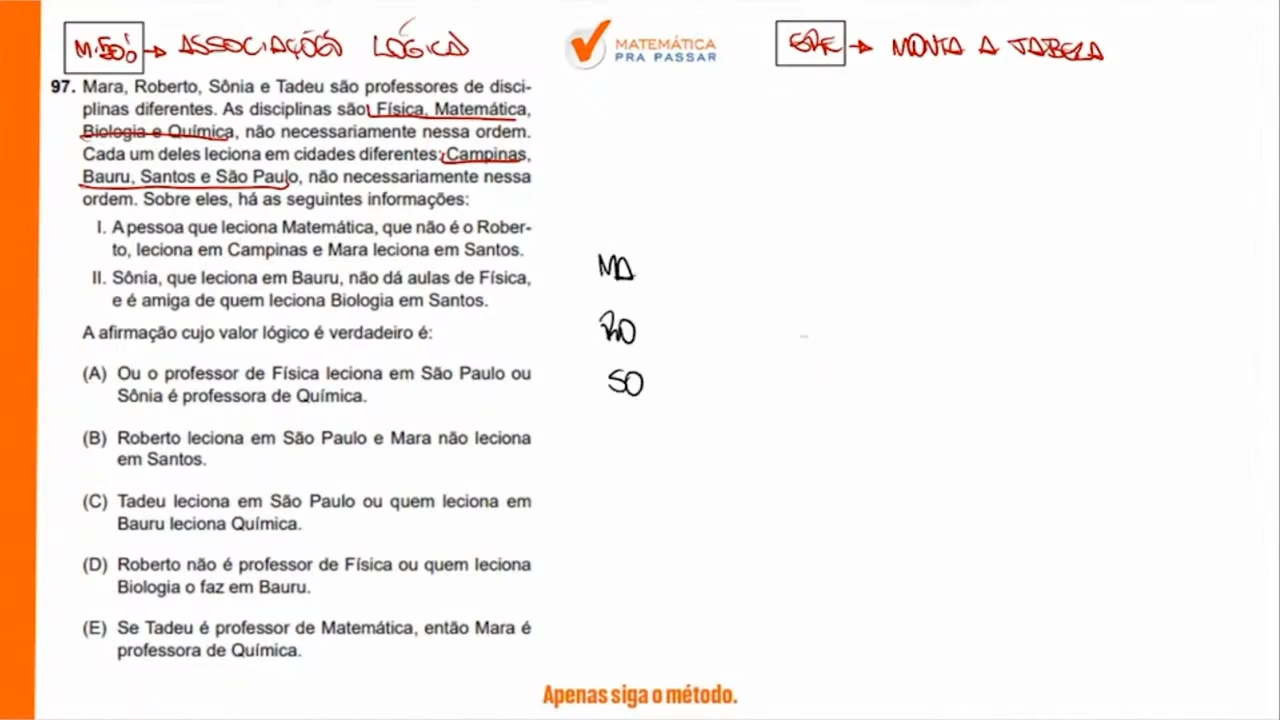 M.50% → ASSOCIAÇÕES LÓGICA
MATEMÁTICA
PRA PASSAR
→ MONTA A TABELA
97. Mara, Roberto, Sônia e Tadeu são professores de disci-
plinas diferentes. As disciplinas são Física, Matemática,
Biologia e Química, não necessariamente nessa ordem.
Cada um deles leciona em cidades diferentes: Campinas,
Bauru, Santos e São Paulo, não necessariamente nessa
ordem. Sobre eles, há as seguintes informações:
I. A pessoa que leciona Matemática, que não é o Rober-
to, leciona em Campinas e Mara leciona em Santos.
II. Sônia, que leciona em Bauru, não dá aulas de Física,
e é amiga de quem leciona Biologia em Santos.
A afirmação cujo valor lógico é verdadeiro é:
(A) Ou o professor de Física leciona em São Paulo ou
Sônia é professora de Química.
(B) Roberto leciona em São Paulo e Mara não leciona
em Santos.
(C) Tadeu leciona em São Paulo ou quem leciona em
Bauru leciona Química.
(D) Roberto não é professor de Física ou quem leciona
Biologia o faz em Bauru.
(E) Se Tadeu é professor de Matemática, então Mara é
professora de Química.
MA
RO
SO
Apenas siga o método.